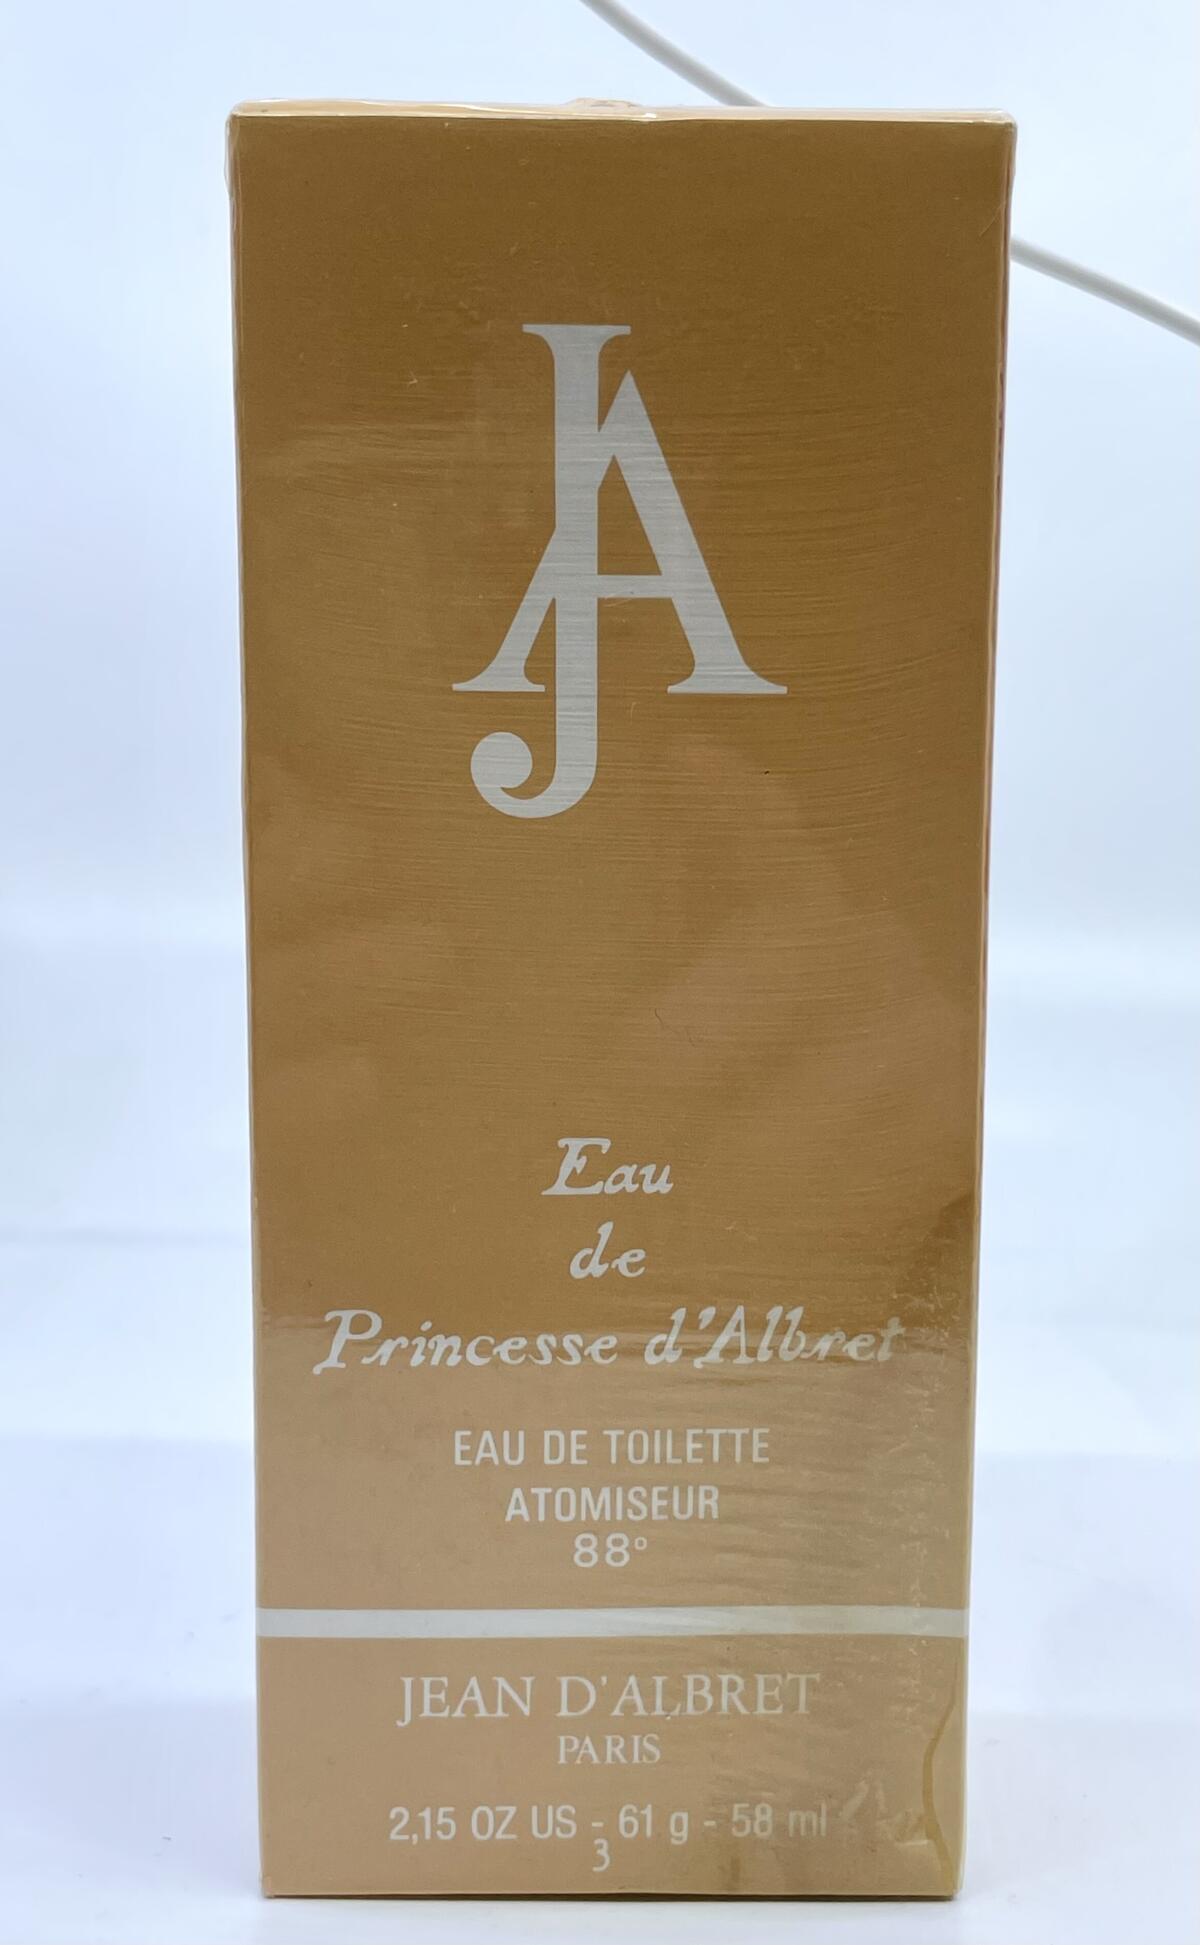 JA
Eau
de
Princesse d'Albret
EAU DE TOILETTE
ATOMISEUR
88°
JEAN D'ALBRET
PARIS
2,15 OZ US - 61 g - 58 ml
3